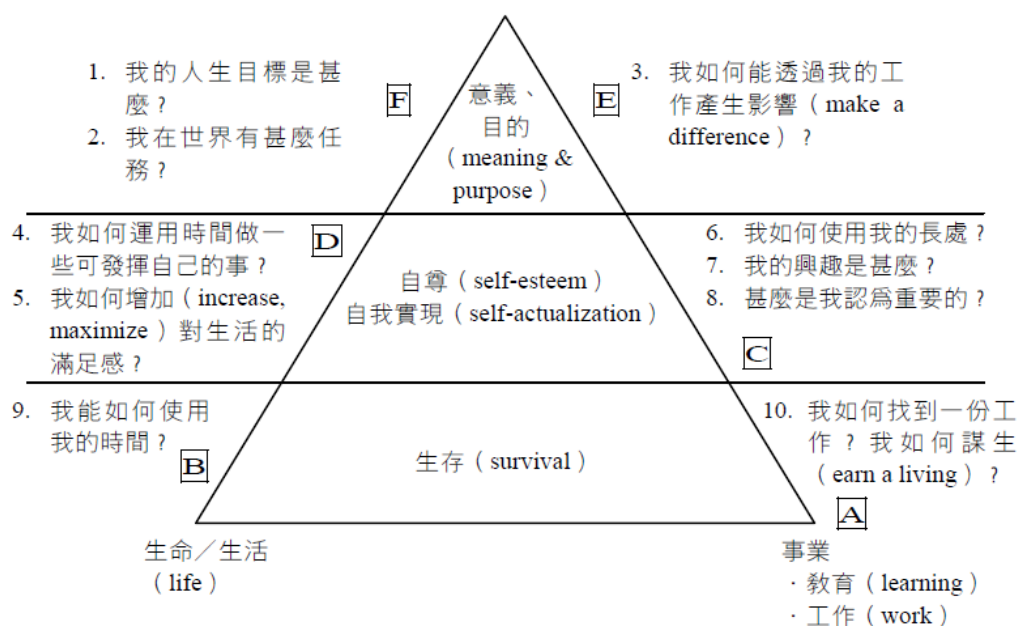 1. 我的人生目標是甚
麼？
2. 我在世界有甚麼任
務？
F
意義、
目的
（meaning &
purpose）
E
3. 我如何能透過我的工
作產生影響（make a
difference）？
4. 我如何運用時間做一
些可發揮自己的事？
5. 我如何增加（increase,
maximize）對生活的
滿足感？
D
自尊（self-esteem）
自我實現（self-actualization）
6. 我如何使用我的長處？
7. 我的興趣是甚麼？
8. 甚麼是我認爲重要的？
C
9. 我能如何使用
我的時間？
B
生存（survival）
10. 我如何找到一份工
作？我如何謀生
（earn a living）？
A
生命／生活
（life）
事業
· 教育（learning）
· 工作（work）